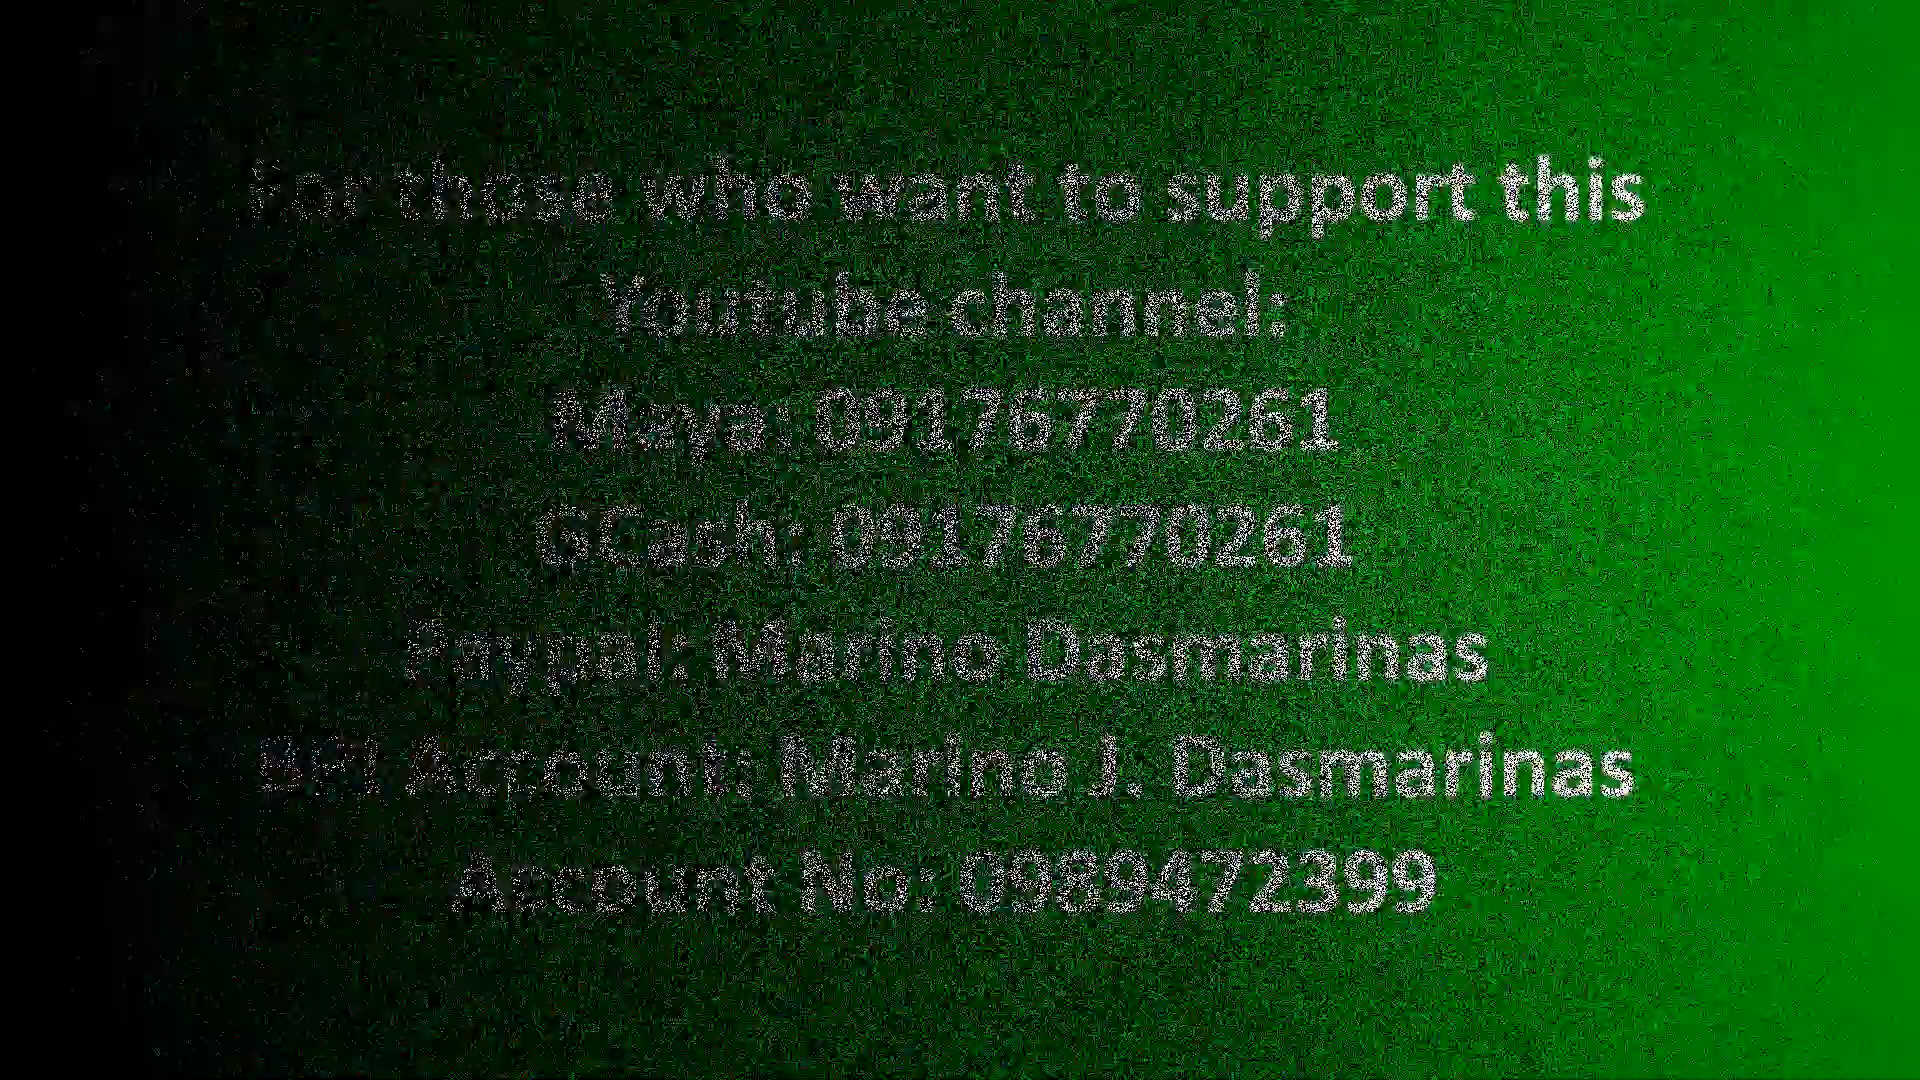 For those who want to support this
Youtube channel:
Maya: 09176770261
GCash: 09176770261
Paypal: Marino Dasmarinas
BPI Account: Marino J. Dasmarinas
Account No: 0989472399